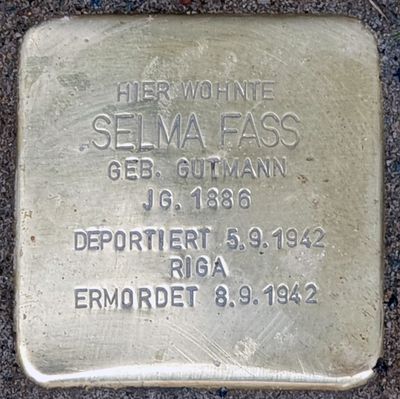 HIER WOHNTE
SELMA FASS
GEB. GUTMANN
JG. 1886
DEPORTIERT 5.9.1942
RIGA
ERMORDET 8.9.1942